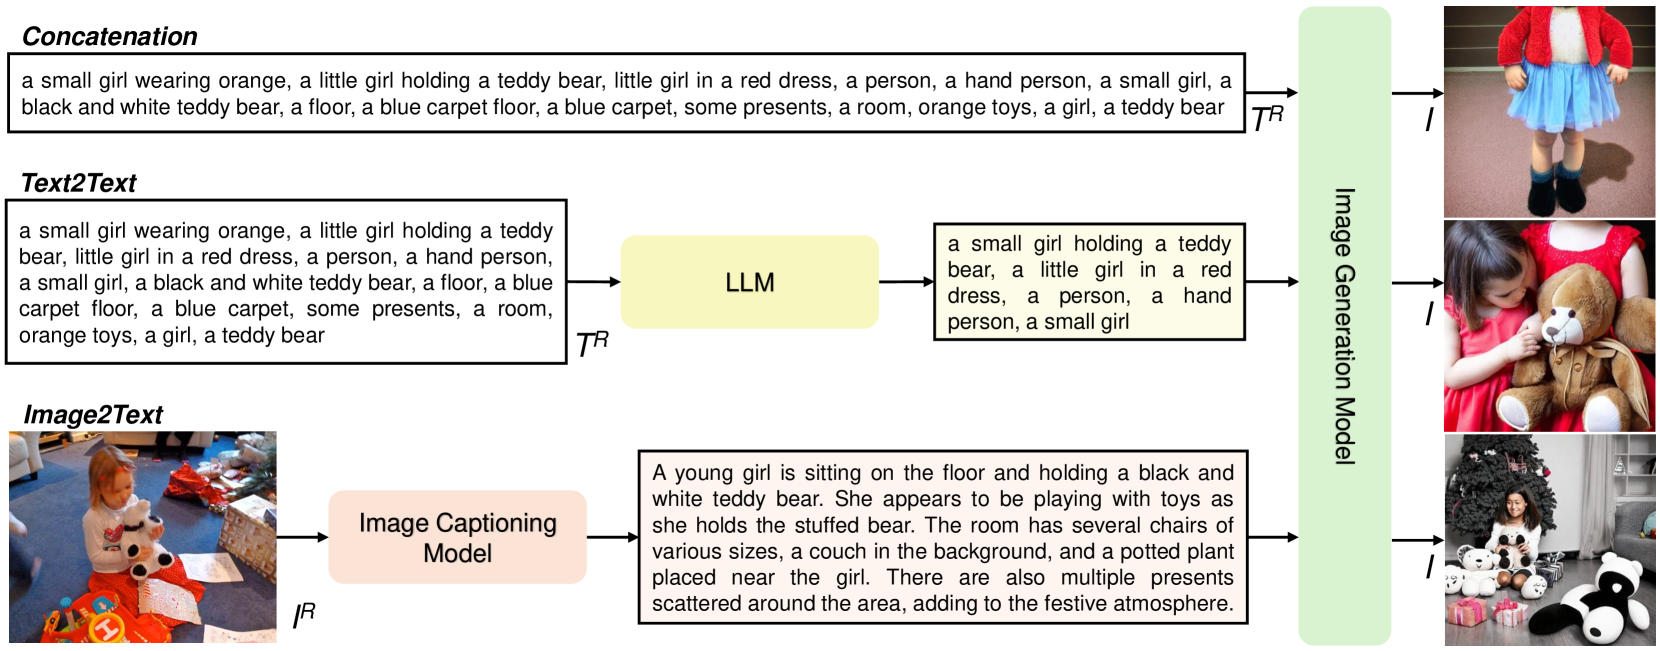 Concatenation
a small girl wearing orange, a little girl holding a teddy bear, little girl in a red dress, a person, a hand person, a small girl, a
black and white teddy bear, a floor, a blue carpet floor, a blue carpet, some presents, a room, orange toys, a girl, a teddy bear
T^R
I
Text2Text
a small girl wearing orange, a little girl holding a teddy
bear, little girl in a red dress, a person, a hand person,
a small girl, a black and white teddy bear, a floor, a blue
carpet floor, a blue carpet, some presents, a room,
orange toys, a girl, a teddy bear
T^R
LLM
a small girl holding a teddy
bear, a little girl in a red
dress, a person, a hand
person, a small girl
Image Generation Model
I
Image2Text
H
I^R
Image Captioning
Model
A young girl is sitting on the floor and holding a black and
white teddy bear. She appears to be playing with toys as
she holds the stuffed bear. The room has several chairs of
various sizes, a couch in the background, and a potted plant
placed near the girl. There are also multiple presents
scattered around the area, adding to the festive atmosphere.
I